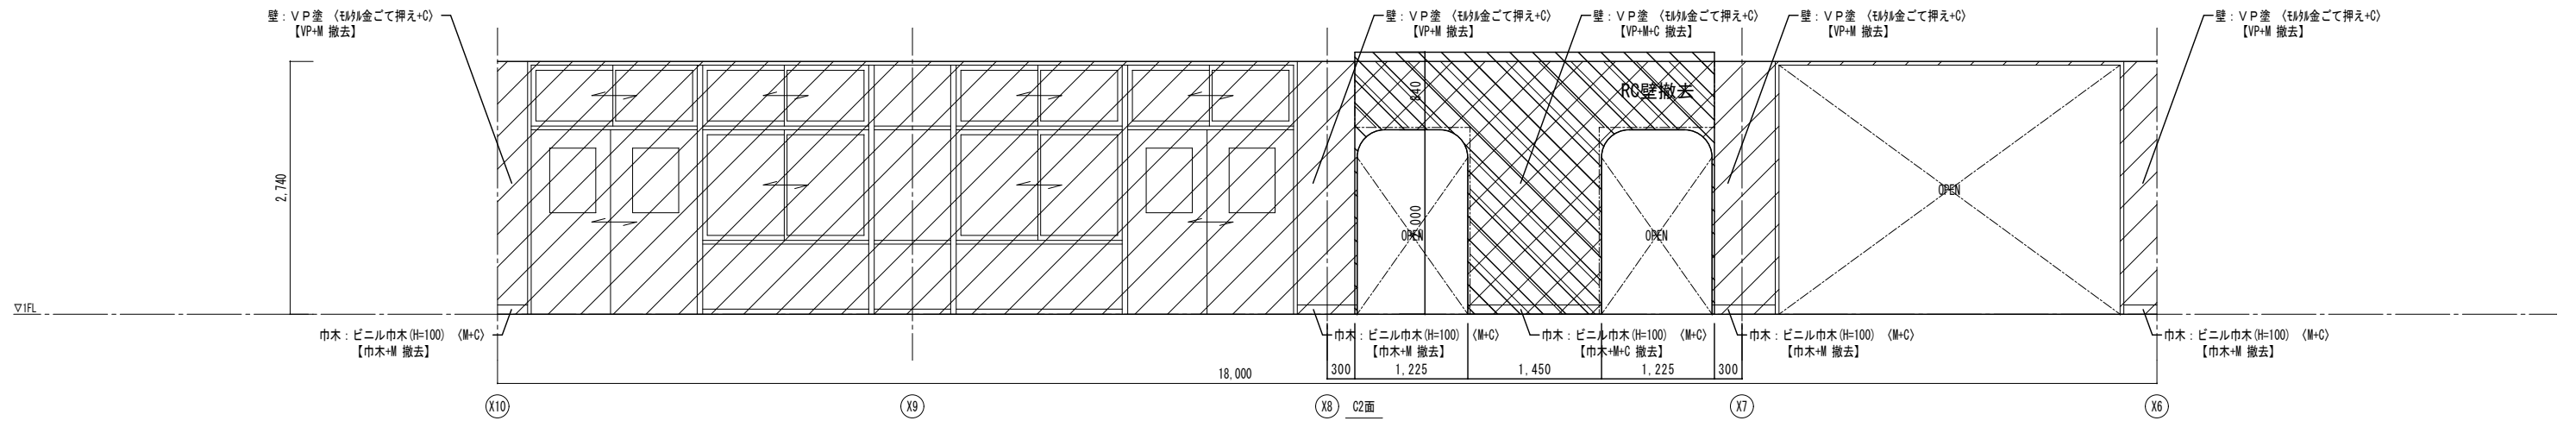 壁：ＶＰ塗 〈ﾓﾙﾀﾙ金ごて押え+C〉
【VP+M 撤去】
壁：ＶＰ塗 〈ﾓﾙﾀﾙ金ごて押え+C〉
【VP+M 撤去】
壁：ＶＰ塗 〈ﾓﾙﾀﾙ金ごて押え+C〉
【VP+M+C 撤去】
壁：ＶＰ塗 〈ﾓﾙﾀﾙ金ごて押え+C〉
【VP+M 撤去】
壁：ＶＰ塗 〈ﾓﾙﾀﾙ金ごて押え+C〉
【VP+M 撤去】
RC壁撤去
2,740
OPEN
OPEN
OPEN
▽1FL
巾木：ビニル巾木(H=100) 〈M+C〉
【巾木+M 撤去】
巾木：ビニル巾木(H=100) 〈M+C〉
【巾木+M 撤去】
巾木：ビニル巾木(H=100) 〈M+C〉
【巾木+M+C 撤去】
巾木：ビニル巾木(H=100) 〈M+C〉
【巾木+M 撤去】
巾木：ビニル巾木(H=100) 〈M+C〉
【巾木+M 撤去】
300
1,225
1,450
1,225
300
18,000
X10
X9
X8
C2面
X7
X6